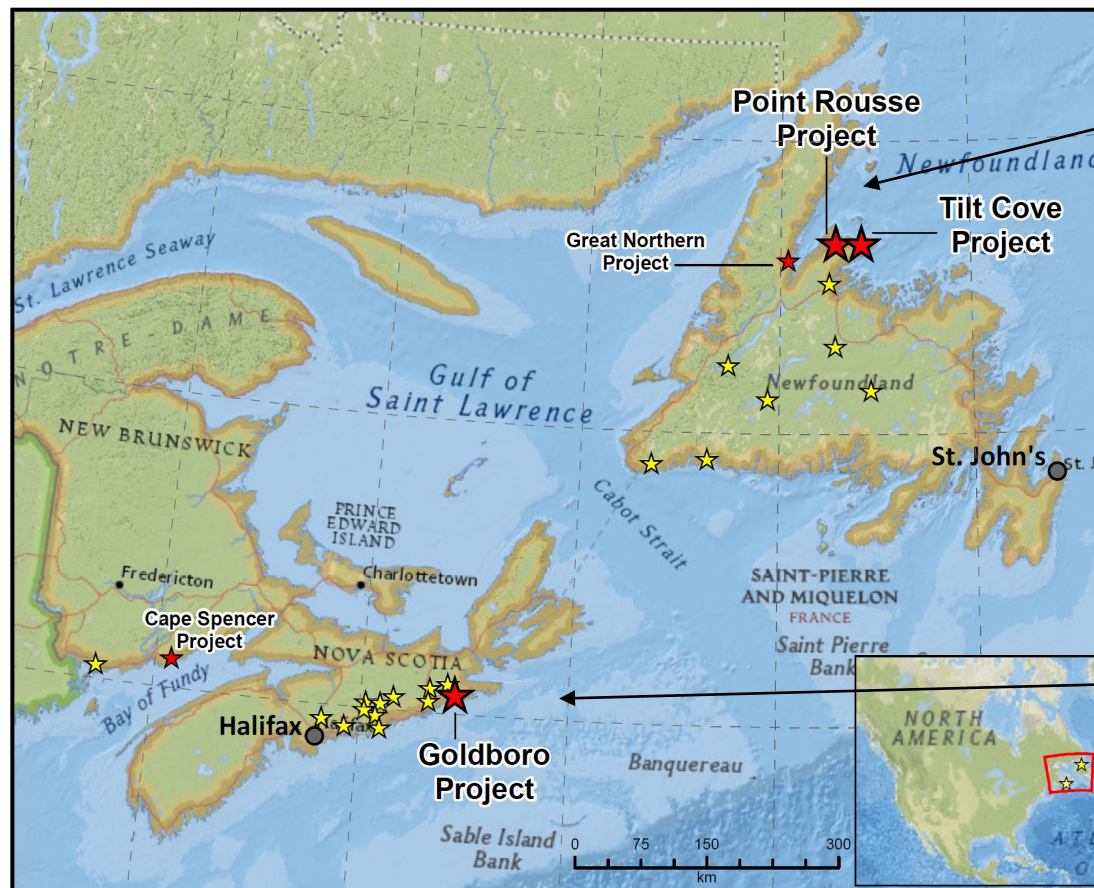 Point Rousse
Project
Newfoundland
Tilt Cove
Project
Great Northern
Project
St. Lawrence Seaway
NOTRE-DAME
Gulf of
Saint Lawrence
Newfoundland
NEW BRUNSWICK
St. John's
St. J
Cabot Strait
PRINCE
EDWARD
ISLAND
Fredericton
Charlottetown
SAINT-PIERRE
AND MIQUELON
FRANCE
Cape Spencer
Project
Saint Pierre
Bank
NOVA SCOTIA
Bay of Fundy
Halifax
Goldboro
Project
Banquereau
Sable Island
Bank
0 75 150 300
km
NORTH
AMERICA